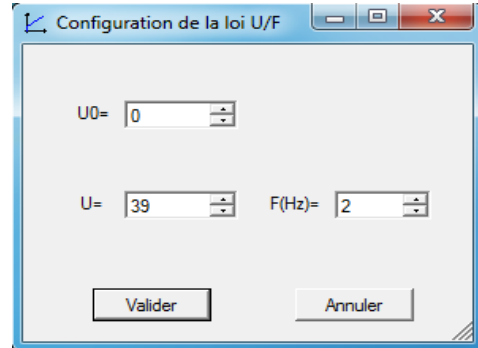 Configuration de la loi U/F
U0= 0
U= 39 F(Hz)= 2
Valider Annuler